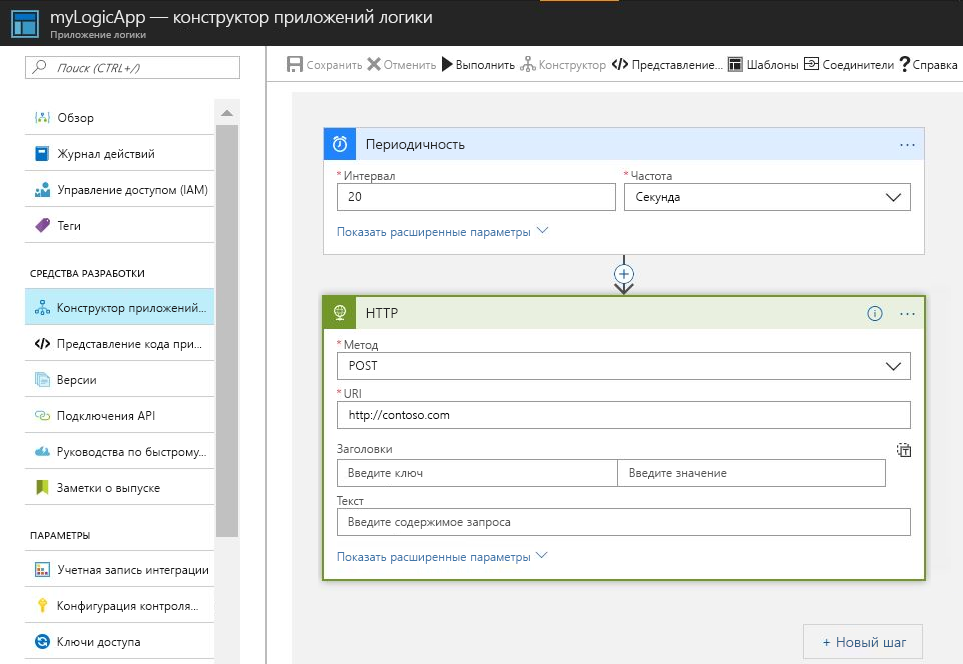 myLogicApp — конструктор приложений логики
Приложение логики
Поиск (CTRL+/)
Обзор
Журнал действий
Управление доступом (IAM)
Теги
СРЕДСТВА РАЗРАБОТКИ
Конструктор приложений...
Представление кода при...
Версии
Подключения API
Руководства по быстрому...
Заметки о выпуске
ПАРАМЕТРЫ
Учетная запись интеграции
Конфигурация контроля...
Ключи доступа
Сохранить Отменить Выполнить Конструктор Представление... Шаблоны Соединители Справка
Периодичность
* Интервал * Частота
20 Секунда
Показать расширенные параметры
HTTP
* Метод
POST
* URI
http://contoso.com
Заголовки
Введите ключ Введите значение
Текст
Введите содержимое запроса
Показать расширенные параметры
+ Новый шаг